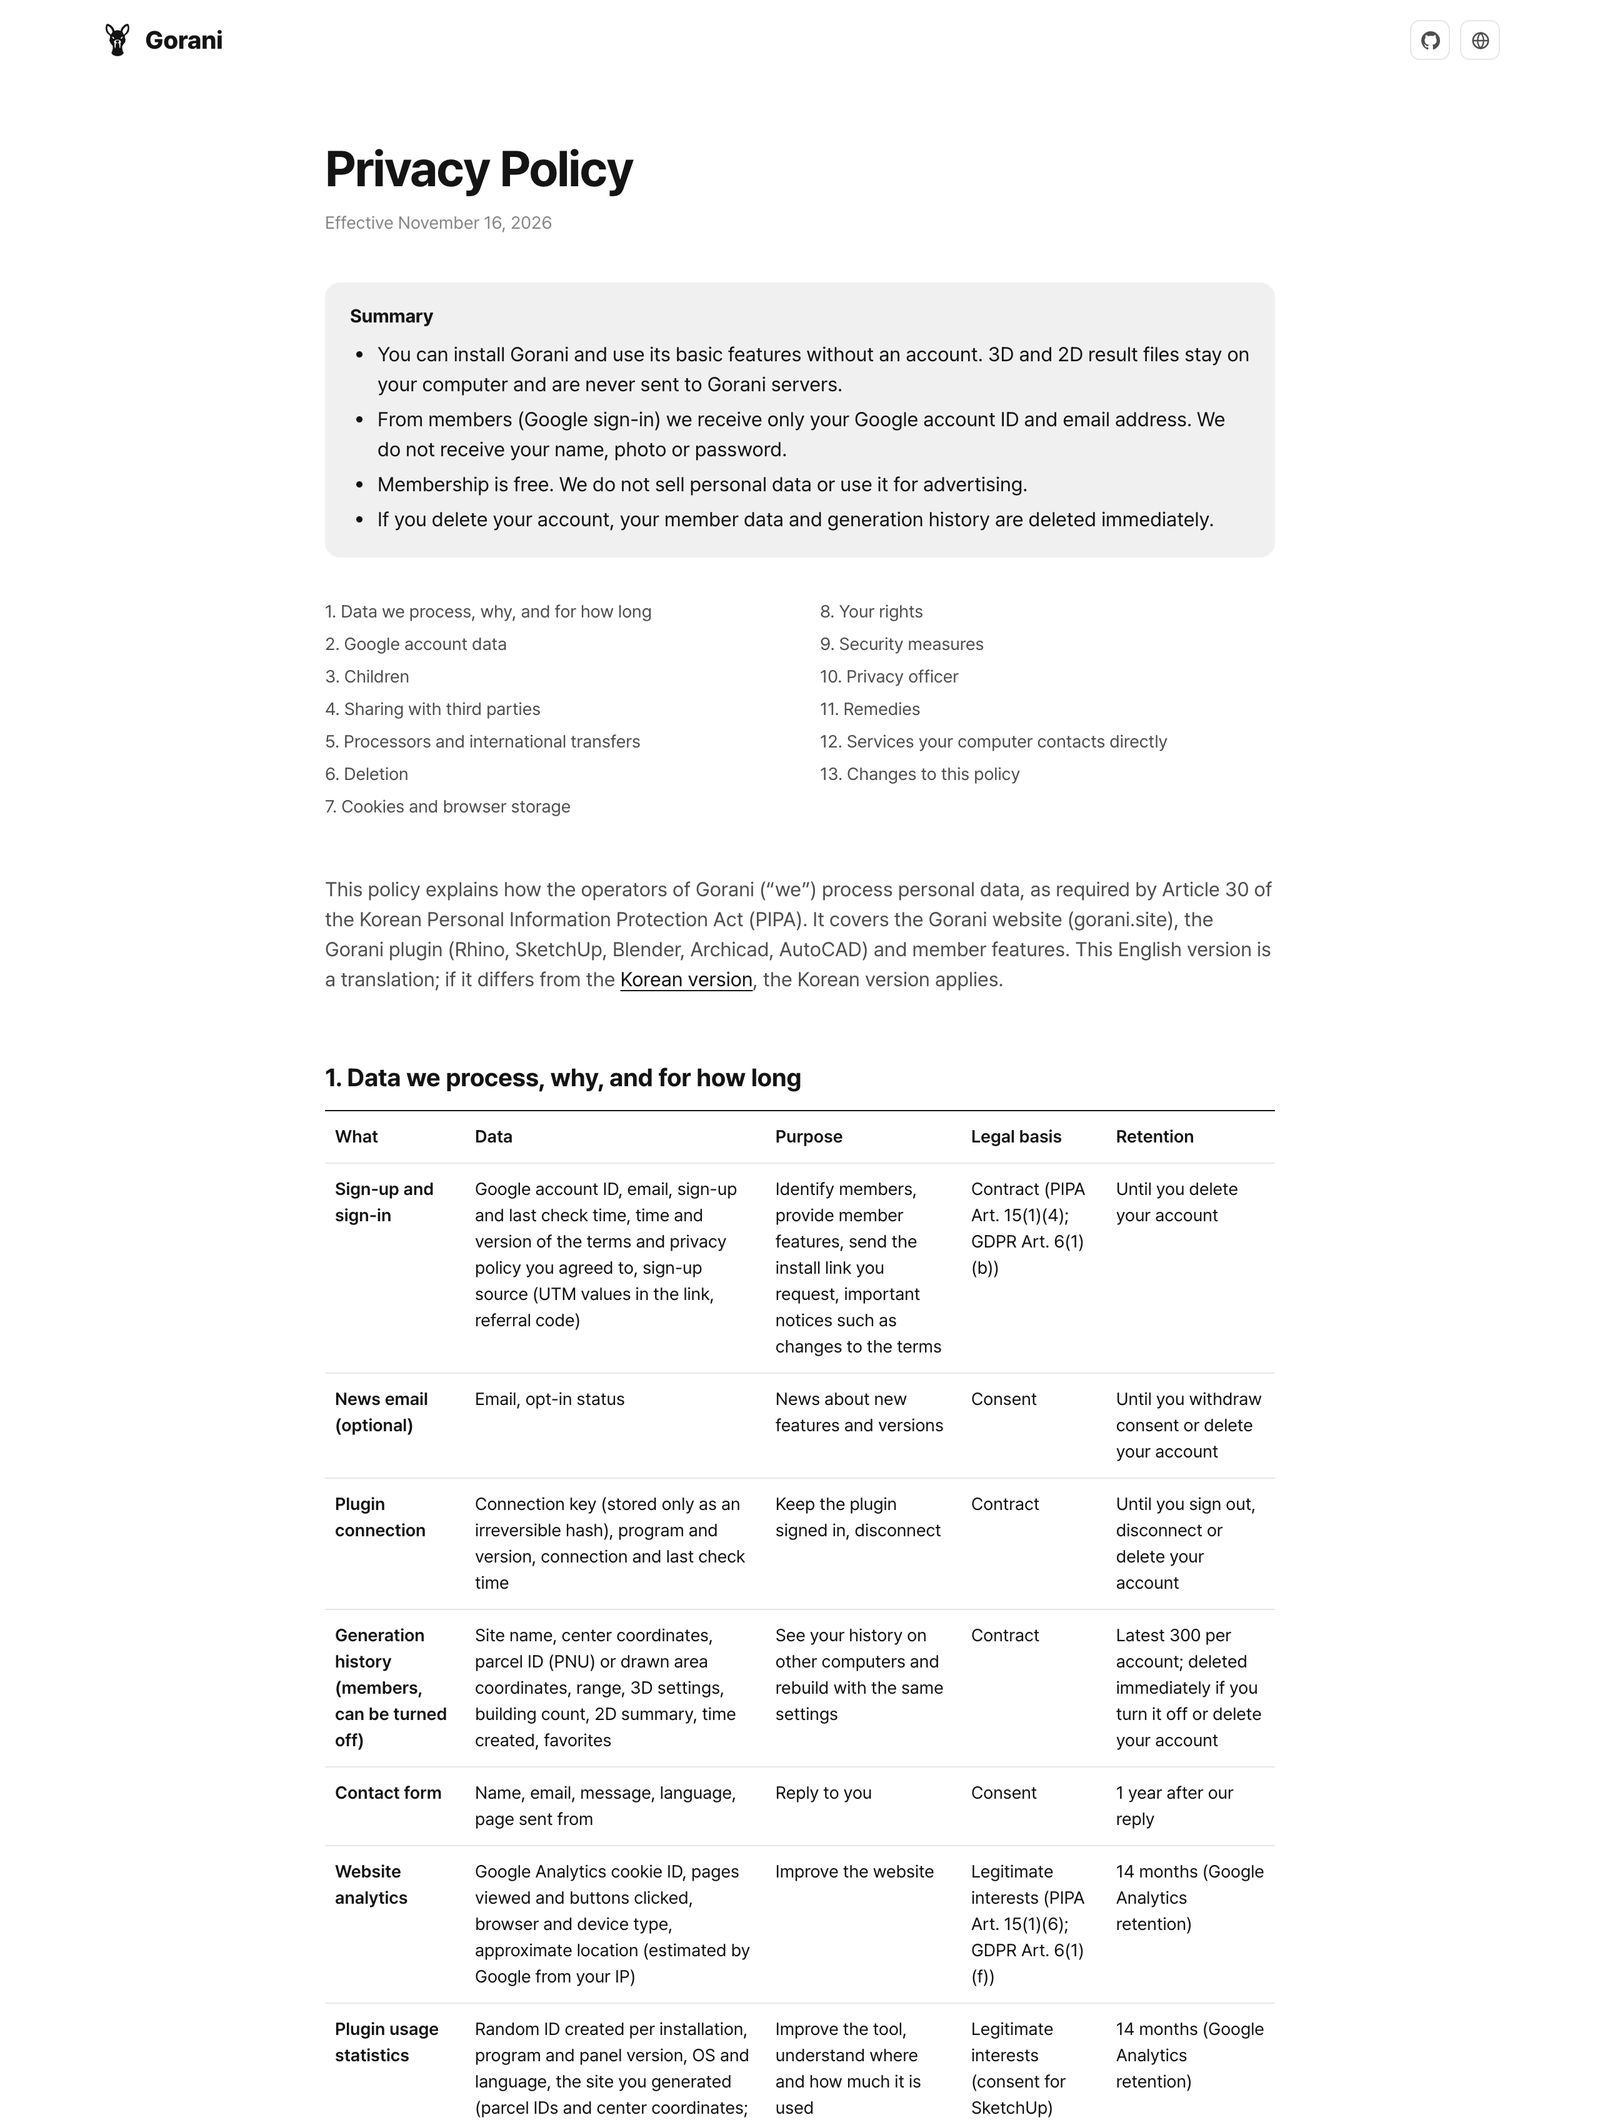 Gorani
Privacy Policy
Effective November 16, 2026
Summary
• You can install Gorani and use its basic features without an account. 3D and 2D result files stay on
your computer and are never sent to Gorani servers.
• From members (Google sign-in) we receive only your Google account ID and email address. We
do not receive your name, photo or password.
• Membership is free. We do not sell personal data or use it for advertising.
• If you delete your account, your member data and generation history are deleted immediately.
1. Data we process, why, and for how long
2. Google account data
3. Children
4. Sharing with third parties
5. Processors and international transfers
6. Deletion
7. Cookies and browser storage
8. Your rights
9. Security measures
10. Privacy officer
11. Remedies
12. Services your computer contacts directly
13. Changes to this policy
This policy explains how the operators of Gorani (“we”) process personal data, as required by Article 30 of
the Korean Personal Information Protection Act (PIPA). It covers the Gorani website (gorani.site), the
Gorani plugin (Rhino, SketchUp, Blender, Archicad, AutoCAD) and member features. This English version is
a translation; if it differs from the Korean version, the Korean version applies.
1. Data we process, why, and for how long
What
Data
Purpose
Legal basis
Retention
Sign-up and
sign-in
Google account ID, email, sign-up
and last check time, time and
version of the terms and privacy
policy you agreed to, sign-up
source (UTM values in the link,
referral code)
Identify members,
provide member
features, send the
install link you
request, important
notices such as
changes to the terms
Contract (PIPA
Art. 15(1)(4);
GDPR Art. 6(1)
(b))
Until you delete
your account
News email
(optional)
Email, opt-in status
News about new
features and versions
Consent
Until you withdraw
consent or delete
your account
Plugin
connection
Connection key (stored only as an
irreversible hash), program and
version, connection and last check
time
Keep the plugin
signed in, disconnect
Contract
Until you sign out,
disconnect or
delete your
account
Generation
history
(members,
can be turned
off)
Site name, center coordinates,
parcel ID (PNU) or drawn area
coordinates, range, 3D settings,
building count, 2D summary, time
created, favorites
See your history on
other computers and
rebuild with the same
settings
Contract
Latest 300 per
account; deleted
immediately if you
turn it off or delete
your account
Contact form
Name, email, message, language,
page sent from
Reply to you
Consent
1 year after our
reply
Website
analytics
Google Analytics cookie ID, pages
viewed and buttons clicked,
browser and device type,
approximate location (estimated by
Google from your IP)
Improve the website
Legitimate
interests (PIPA
Art. 15(1)(6);
GDPR Art. 6(1)
(f))
14 months (Google
Analytics
retention)
Plugin usage
statistics
Random ID created per installation,
program and panel version, OS and
language, the site you generated
(parcel IDs and center coordinates;
Improve the tool,
understand where
and how much it is
used
Legitimate
interests
(consent for
SketchUp)
14 months (Google
Analytics
retention)